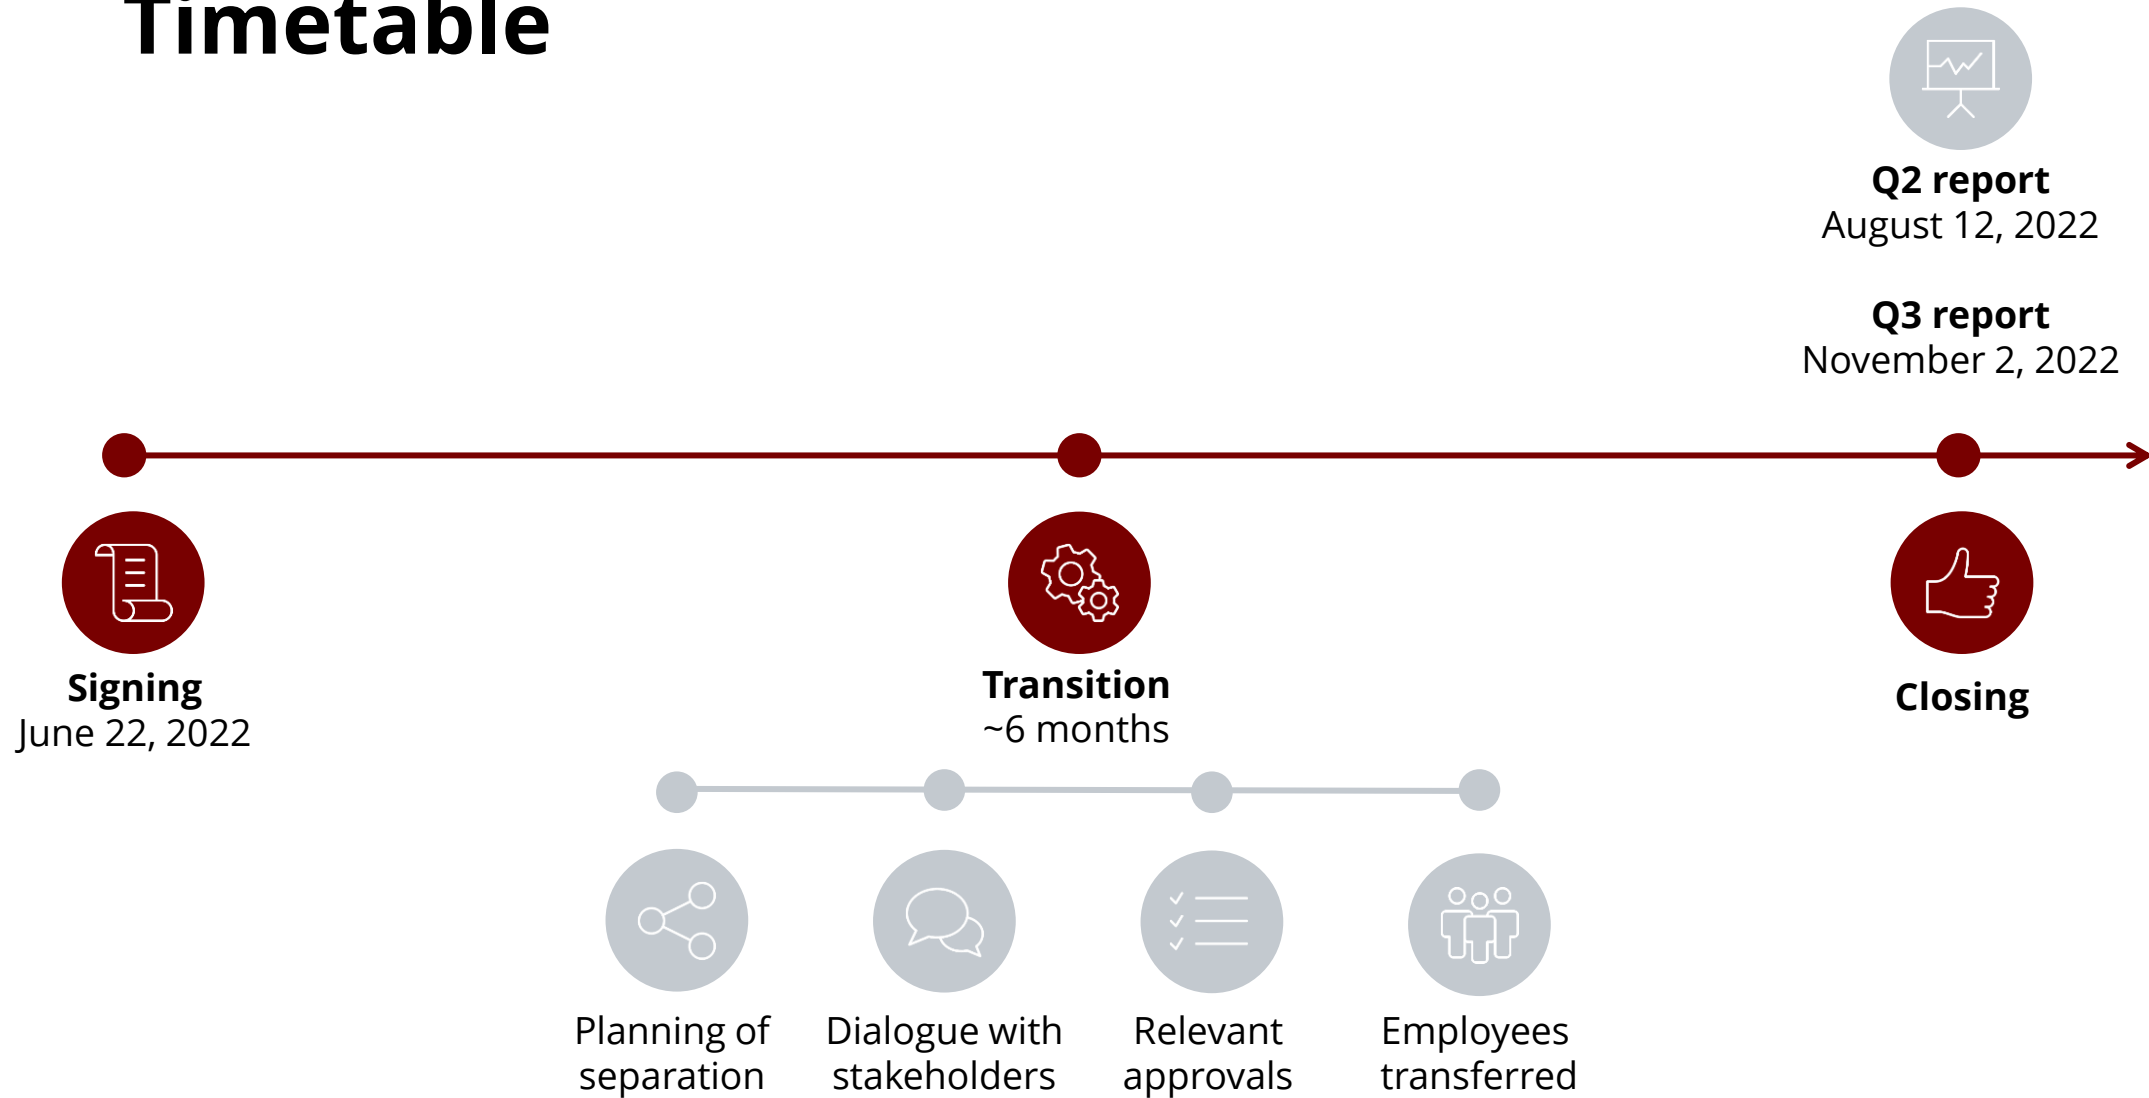 Timetable
Q2 report
August 12, 2022
Q3 report
November 2, 2022
Signing
June 22, 2022
Transition
~6 months
Closing
Planning of
separation
Dialogue with
stakeholders
Relevant
approvals
Employees
transferred